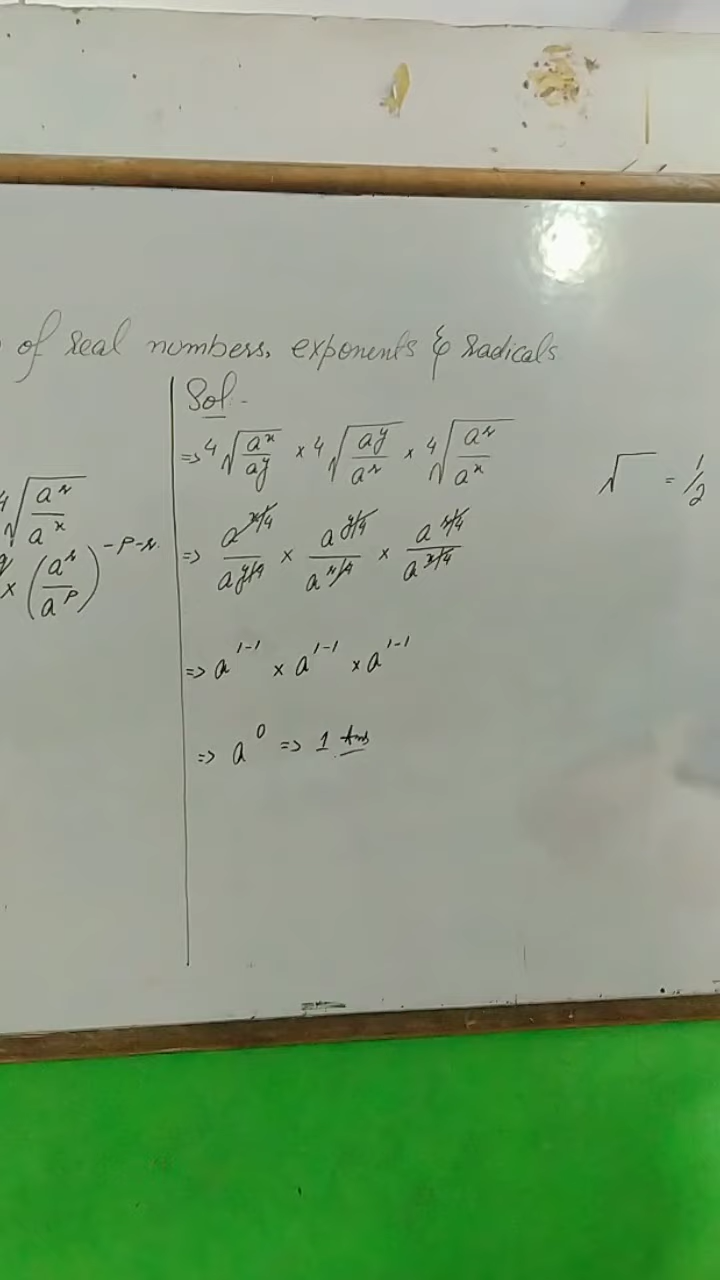 of real numbers, exponents & radicals
Sol-
=> ⁴√(aˣ/aʸ) × ⁴√(aʸ/aᶻ) × ⁴√(aᶻ/aˣ)
√ = 1/2
⁴√(aᶻ/aˣ)
× (aʳ/aᵖ)^(-p-r)
=> a^(x/4)/a^(y/4) × a^(y/4)/a^(z/4) × a^(z/4)/a^(x/4)
=> a^(1-1) × a^(1-1) × a^(1-1)
=> a⁰ => 1 Ans